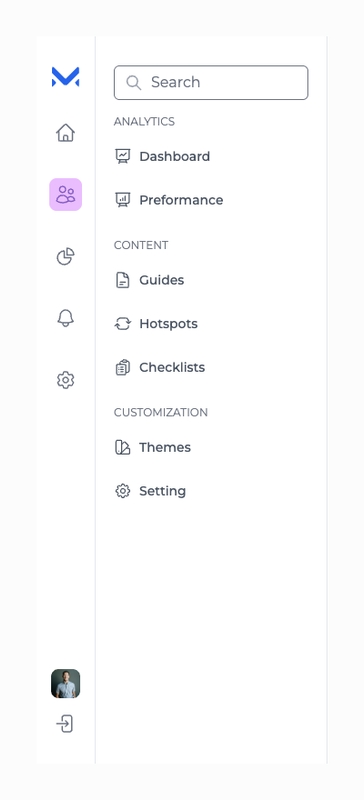 Search
ANALYTICS
Dashboard
Preformance
CONTENT
Guides
Hotspots
Checklists
CUSTOMIZATION
Themes
Setting